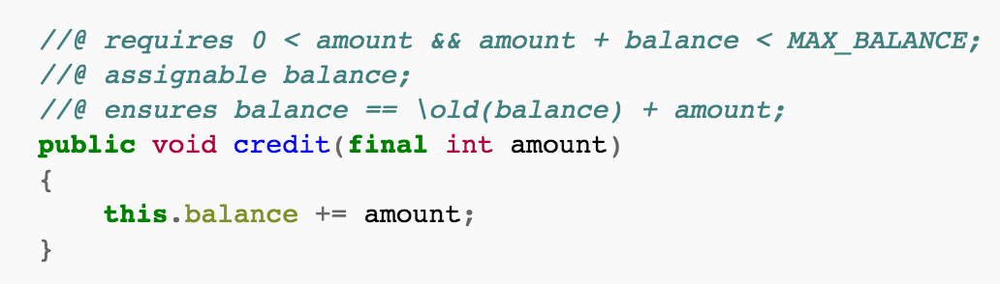 //@ requires 0 < amount && amount + balance < MAX_BALANCE;
//@ assignable balance;
//@ ensures balance == \old(balance) + amount;
public void credit(final int amount)
{
    this.balance += amount;
}